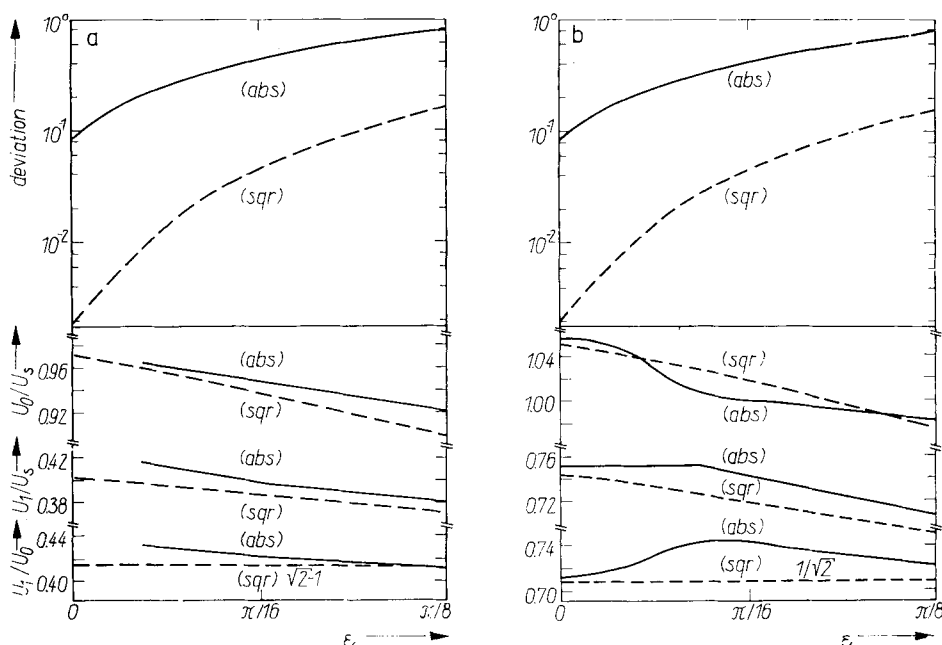 a
deviation
10⁰
10⁻¹
10⁻²
(abs)
(sqr)
U₀/Uₛ
0.96
0.92
(abs)
(sqr)
U₁/Uₛ
0.42
0.38
(abs)
(sqr)
U₁/U₀
0.44
0.40
(abs)
(sqr) √2-1
0
π/16
π/8
ε
b
10⁰
10⁻¹
10⁻²
(abs)
(sqr)
1.04
1.00
(sqr)
(abs)
0.76
0.72
(abs)
(sqr)
0.74
0.70
(abs)
(sqr)
1/√2
0
π/16
π/8
ε